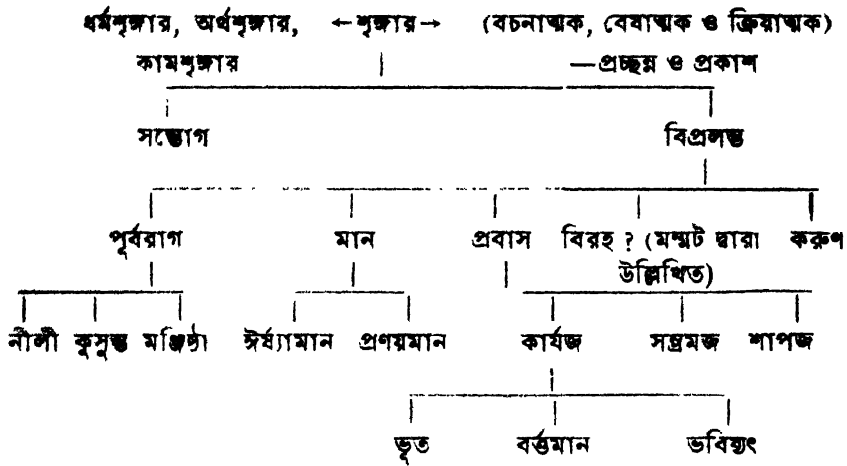 ধর্মশৃঙ্গার, অর্থশৃঙ্গার, ←শৃঙ্গার→ (বচনাত্মক, বেষাত্মক ও ক্রিয়াত্মক)
কামশৃঙ্গার —প্রচ্ছন্ন ও প্রকাশ
সম্ভোগ বিপ্রলম্ভ
পূর্বরাগ মান প্রবাস বিরহ ? (মম্মট দ্বারা করুণ
উল্লিখিত)
নীলী কুসুম্ভ মঞ্জিষ্ঠা ঈর্ষ্যামান প্রণয়মান কার্যজ সম্ভ্রমজ শাপজ
ভূত বর্ত্তমান ভবিষ্যৎ